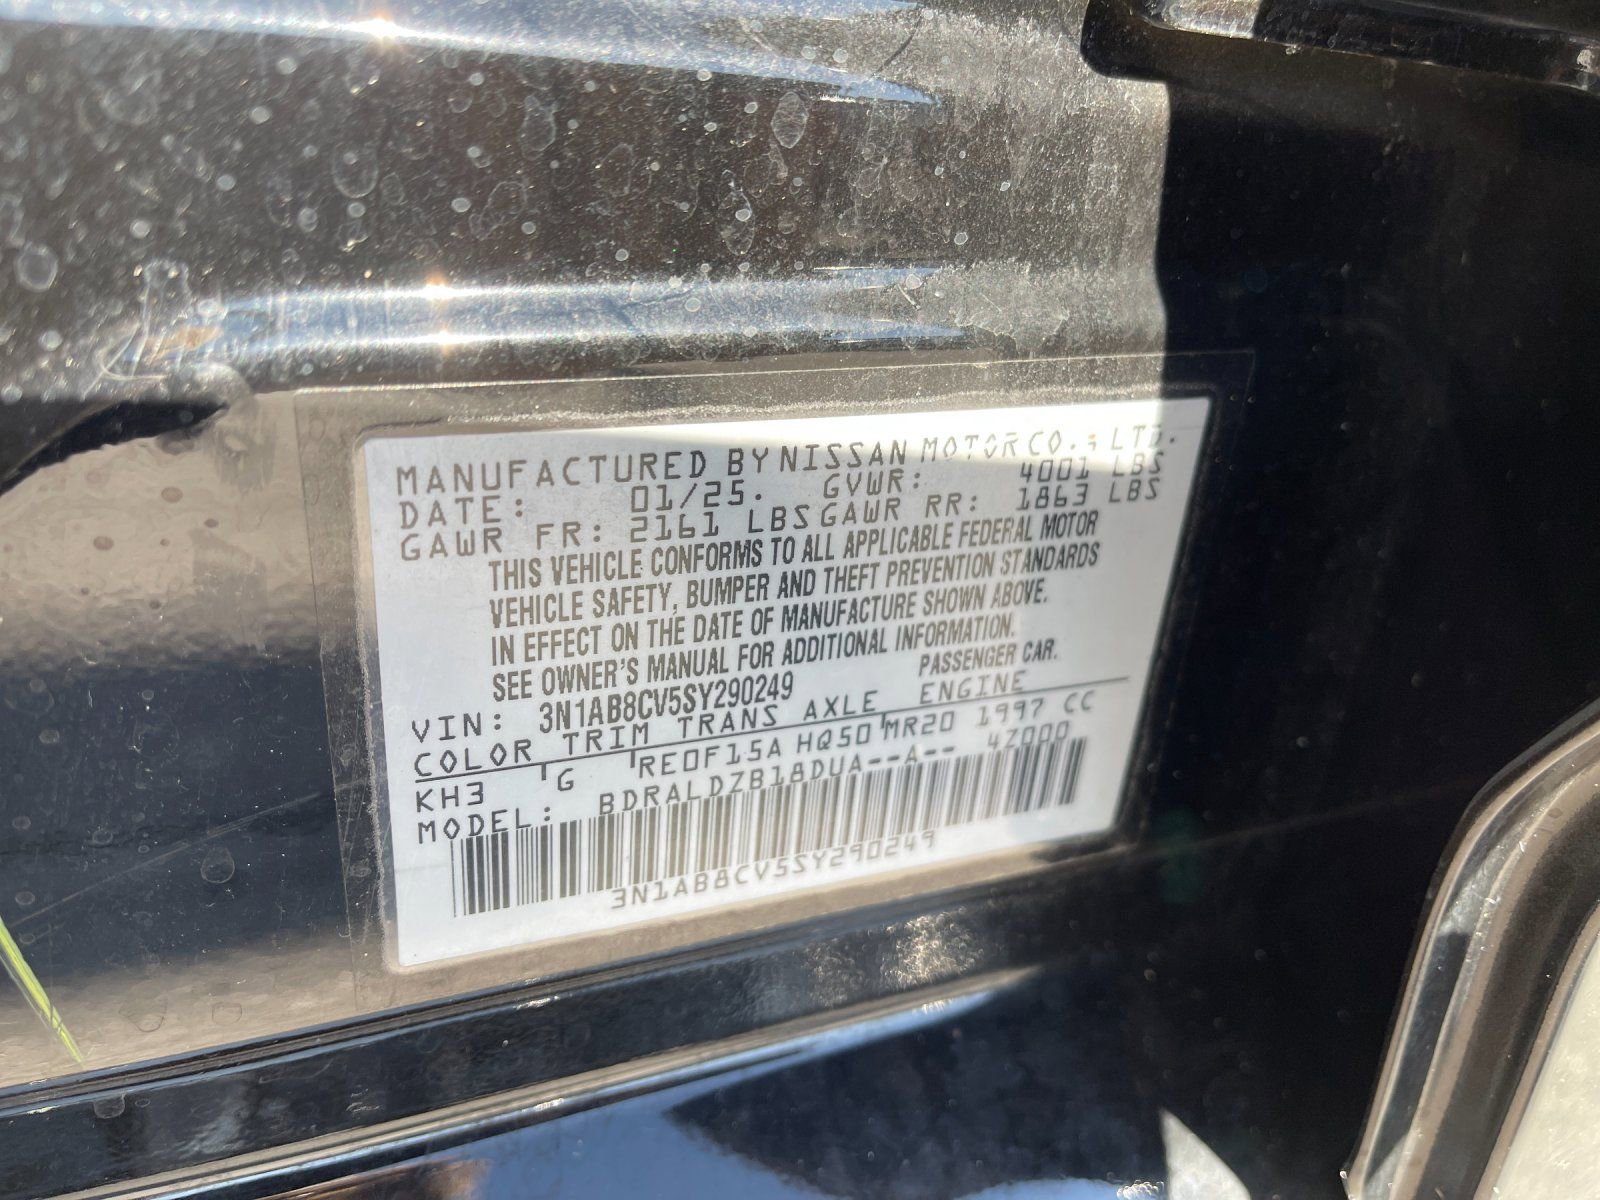 MANUFACTURED BY NISSAN MOTOR CO., LTD.
DATE: 01/25. GVWR: 4001 LBS
GAWR FR: 2161 LBS GAWR RR: 1863 LBS
THIS VEHICLE CONFORMS TO ALL APPLICABLE FEDERAL MOTOR
VEHICLE SAFETY, BUMPER AND THEFT PREVENTION STANDARDS
IN EFFECT ON THE DATE OF MANUFACTURE SHOWN ABOVE.
SEE OWNER'S MANUAL FOR ADDITIONAL INFORMATION.
VIN: 3N1AB8CV5SY290249 PASSENGER CAR.
COLOR TRIM TRANS AXLE ENGINE
KH3 G RE0F15A HQ50 MR20 1997 CC
MODEL: BDRALDZB18DUA--A-- 4Z000
3N1AB8CV5SY290249